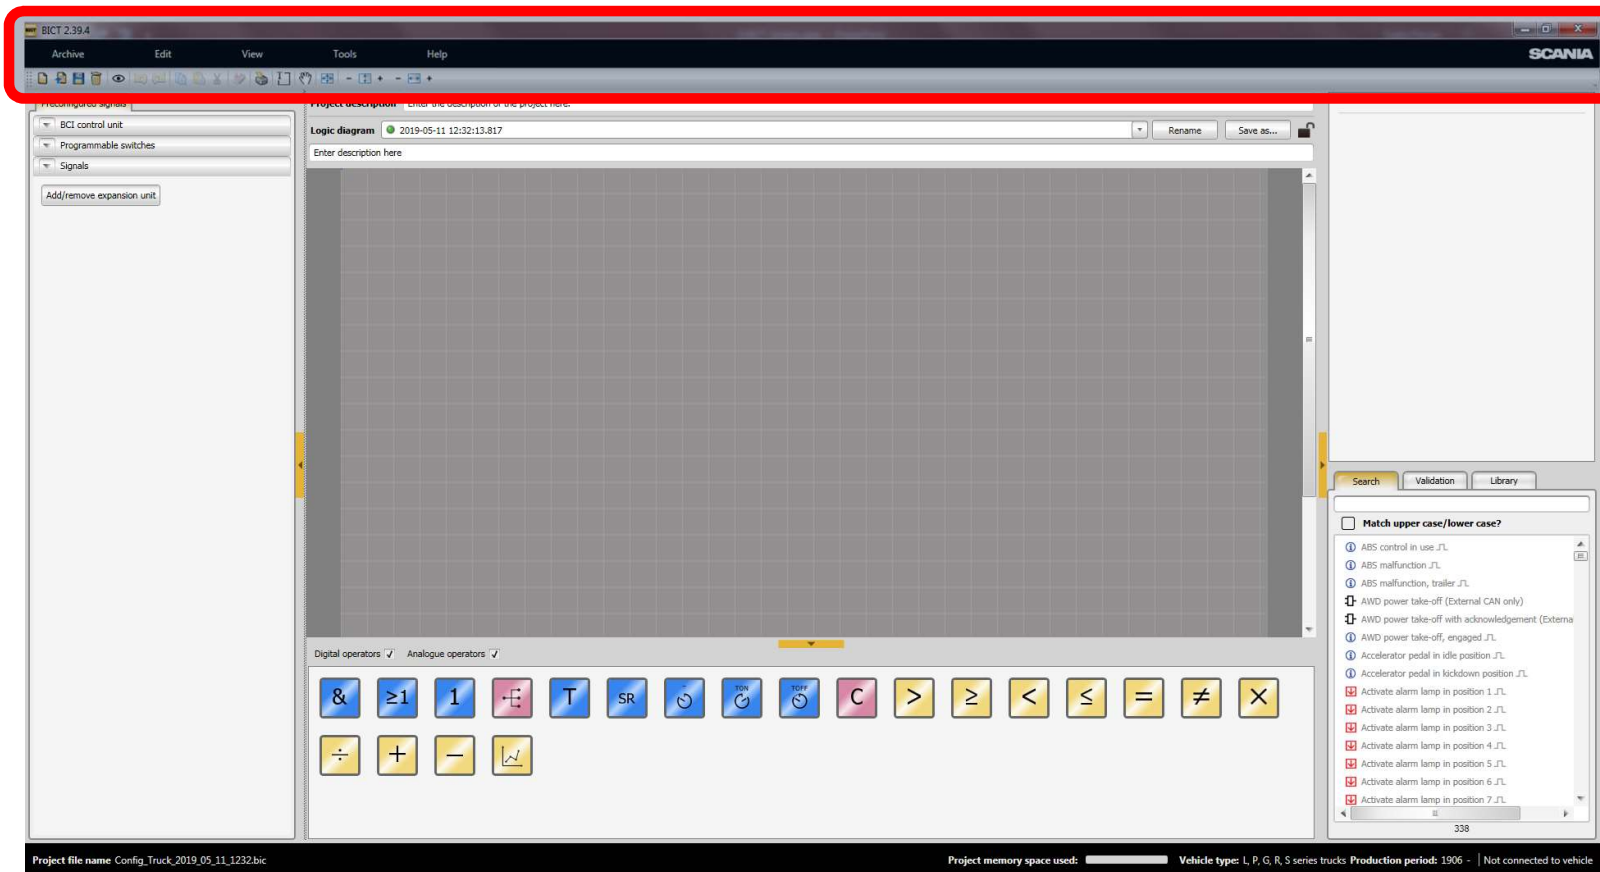 BICT 2.39.4
Archive Edit View Tools Help
SCANIA
Preconfigured signals
BCI control unit
Programmable switches
Signals
Add/remove expansion unit
Project description Enter the description of the project here.
Logic diagram 2019-05-11 12:32:13.817 Rename Save as...
Enter description here
Digital operators Analogue operators
& ≥1 1 T SR TON TOFF C > ≥ < ≤ = ≠ ×
÷ + −
Search Validation Library
Match upper case/lower case?
ABS control in use
ABS malfunction
ABS malfunction, trailer
AWD power take-off (External CAN only)
AWD power take-off with acknowledgement (Externa
AWD power take-off, engaged
Accelerator pedal in idle position
Accelerator pedal in kickdown position
Activate alarm lamp in position 1
Activate alarm lamp in position 2
Activate alarm lamp in position 3
Activate alarm lamp in position 4
Activate alarm lamp in position 5
Activate alarm lamp in position 6
Activate alarm lamp in position 7
338
Project file name Config_Truck_2019_05_11_1232.bic
Project memory space used: Vehicle type: L, P, G, R, S series trucks Production period: 1906 - | Not connected to vehicle